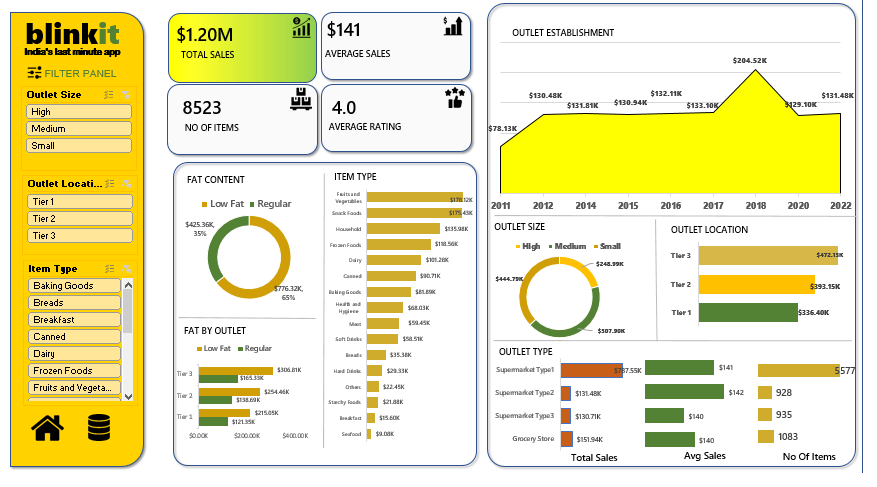 blinkit
India's last minute app
FILTER PANEL
Outlet Size
High
Medium
Small
Outlet Locati...
Tier 1
Tier 2
Tier 3
Item Type
Baking Goods
Breads
Breakfast
Canned
Dairy
Frozen Foods
Fruits and Vegeta...
$1.20M
TOTAL SALES
$141
AVERAGE SALES
8523
NO OF ITEMS
4.0
AVERAGE RATING
FAT CONTENT
Low Fat Regular
$425.36K,
35%
$776.32K,
65%
FAT BY OUTLET
Low Fat Regular
Tier 3 $306.81K
$165.33K
Tier 2 $254.46K
$138.69K
Tier 1 $215.05K
$121.35K
$0.00K $200.00K $400.00K
ITEM TYPE
Fruits and
Vegetables $178.12K
Snack Foods $175.43K
Household $135.98K
Frozen Foods $118.56K
Dairy $101.28K
Canned $90.71K
Baking Goods $81.89K
Health and
Hygiene $68.03K
Meat $59.45K
Soft Drinks $58.51K
Breads $35.38K
Hard Drinks $29.33K
Others $22.45K
Starchy Foods $21.88K
Breakfast $15.60K
Seafood $9.08K
OUTLET ESTABLISHMENT
$78.13K $130.48K $131.81K $130.94K $132.11K $133.10K $204.52K $129.10K $131.48K
2011 2012 2014 2015 2016 2017 2018 2020 2022
OUTLET SIZE
High Medium Small
$248.99K
$444.79K
$507.90K
OUTLET LOCATION
Tier 3 $472.13K
Tier 2 $393.15K
Tier 1 $336.40K
OUTLET TYPE
Supermarket Type1 $787.55K $141 5577
Supermarket Type2 $131.48K $142 928
Supermarket Type3 $130.71K $140 935
Grocery Store $151.94K $140 1083
Total Sales Avg Sales No Of Items